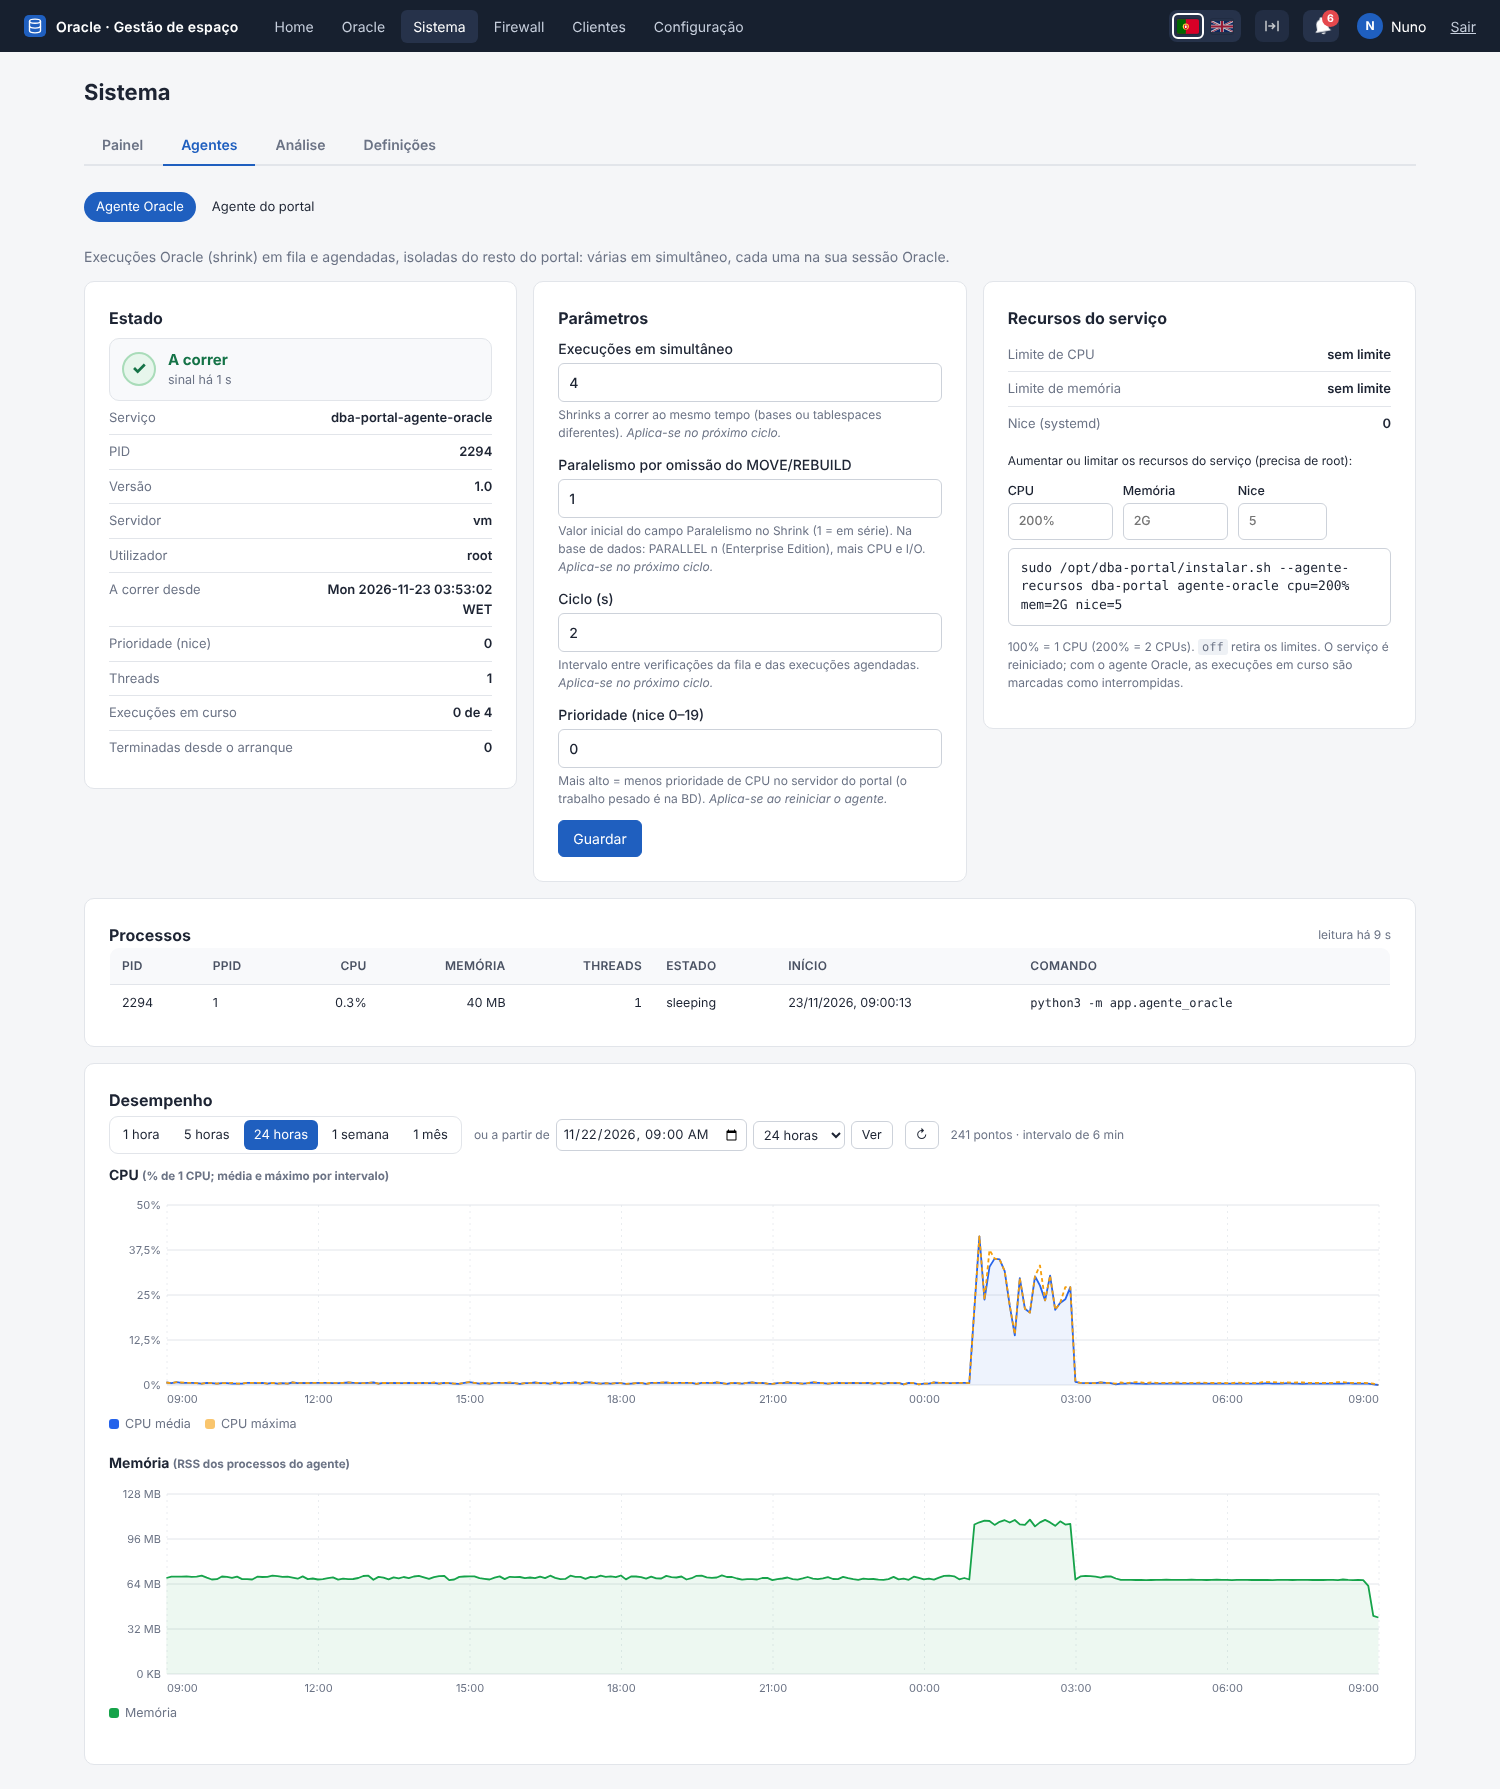 Oracle · Gestão de espaço
Home
Oracle
Sistema
Firewall
Clientes
Configuração
6
N
Nuno
Sair
Sistema
Painel
Agentes
Análise
Definições
Agente Oracle
Agente do portal
Execuções Oracle (shrink) em fila e agendadas, isoladas do resto do portal: várias em simultâneo, cada uma na sua sessão Oracle.
Estado
A correr
sinal há 1 s
Serviço dba-portal-agente-oracle
PID 2294
Versão 1.0
Servidor vm
Utilizador root
A correr desde Mon 2026-11-23 03:53:02
WET
Prioridade (nice) 0
Threads 1
Execuções em curso 0 de 4
Terminadas desde o arranque 0
Parâmetros
Execuções em simultâneo
4
Shrinks a correr ao mesmo tempo (bases ou tablespaces
diferentes). Aplica-se no próximo ciclo.
Paralelismo por omissão do MOVE/REBUILD
1
Valor inicial do campo Paralelismo no Shrink (1 = em série). Na
base de dados: PARALLEL n (Enterprise Edition), mais CPU e I/O.
Aplica-se no próximo ciclo.
Ciclo (s)
2
Intervalo entre verificações da fila e das execuções agendadas.
Aplica-se no próximo ciclo.
Prioridade (nice 0–19)
0
Mais alto = menos prioridade de CPU no servidor do portal (o
trabalho pesado é na BD). Aplica-se ao reiniciar o agente.
Guardar
Recursos do serviço
Limite de CPU sem limite
Limite de memória sem limite
Nice (systemd) 0
Aumentar ou limitar os recursos do serviço (precisa de root):
CPU Memória Nice
200% 2G 5
sudo /opt/dba-portal/instalar.sh --agente-
recursos dba-portal agente-oracle cpu=200%
mem=2G nice=5
100% = 1 CPU (200% = 2 CPUs). off retira os limites. O serviço é
reiniciado; com o agente Oracle, as execuções em curso são
marcadas como interrompidas.
Processos
leitura há 9 s
PID PPID CPU MEMÓRIA THREADS ESTADO INÍCIO COMANDO
2294 1 0.3% 40 MB 1 sleeping 23/11/2026, 09:00:13 python3 -m app.agente_oracle
Desempenho
1 hora 5 horas 24 horas 1 semana 1 mês ou a partir de 11/22/2026, 09:00 AM 24 horas Ver ↻ 241 pontos · intervalo de 6 min
CPU (% de 1 CPU; média e máximo por intervalo)
50%
37,5%
25%
12,5%
0%
09:00 12:00 15:00 18:00 21:00 00:00 03:00 06:00 09:00
CPU média CPU máxima
Memória (RSS dos processos do agente)
128 MB
96 MB
64 MB
32 MB
0 KB
09:00 12:00 15:00 18:00 21:00 00:00 03:00 06:00 09:00
Memória